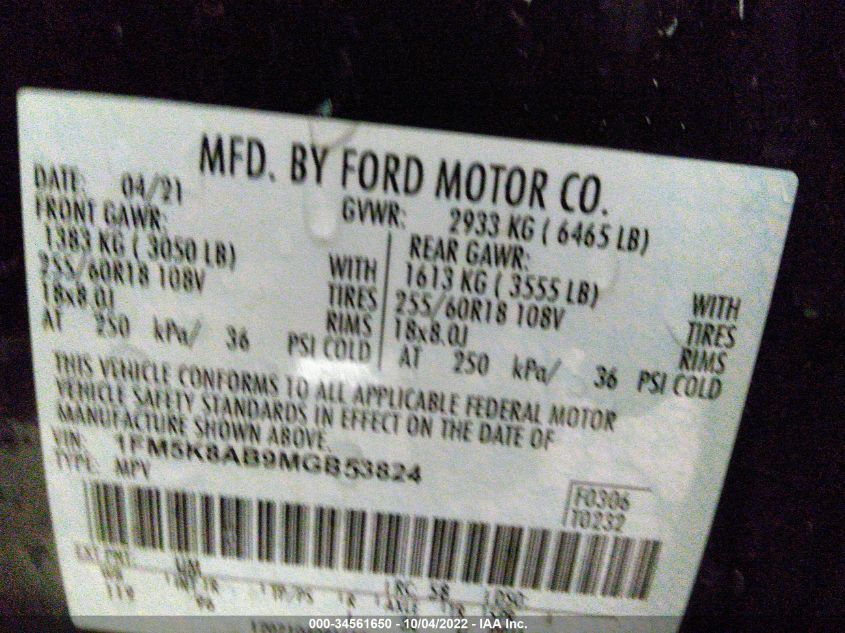 MFD. BY FORD MOTOR CO.
DATE: 04/21 GVWR: 2933 KG ( 6465 LB)
FRONT GAWR: REAR GAWR:
1383 KG ( 3050 LB) WITH 1613 KG ( 3555 LB) WITH
255/60R18 108V TIRES 255/60R18 108V TIRES
18x8.0J RIMS 18x8.0J RIMS
AT 250 kPa/ 36 PSI COLD AT 250 kPa/ 36 PSI COLD
THIS VEHICLE CONFORMS TO ALL APPLICABLE FEDERAL MOTOR
VEHICLE SAFETY STANDARDS IN EFFECT ON THE DATE OF
MANUFACTURE SHOWN ABOVE.
VIN: 1FM5K8AB9MGB53824
TYPE: MPV
F0306
T0232
000-34561650 - 10/04/2022 - IAA Inc.